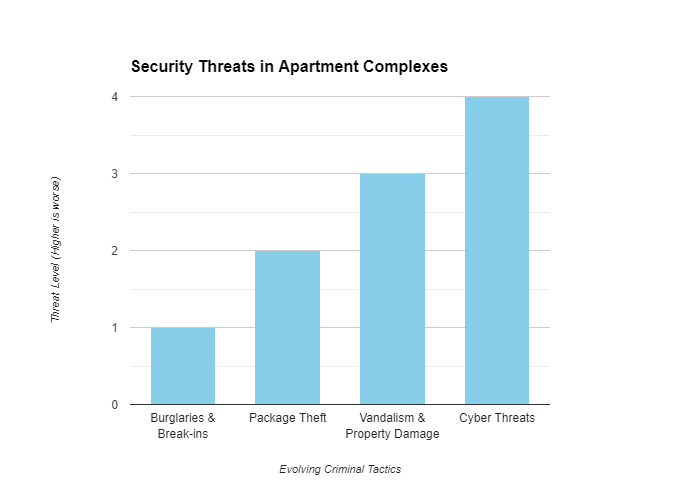 Security Threats in Apartment Complexes
4
3
2
1
0
Threat Level (Higher is worse)
Burglaries &
Break-ins
Package Theft
Vandalism &
Property Damage
Cyber Threats
Evolving Criminal Tactics